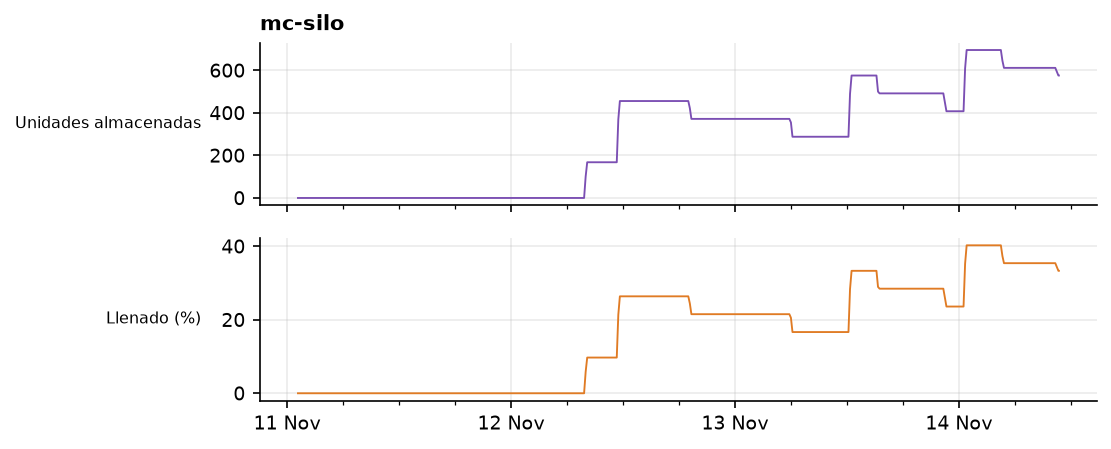 mc-silo
Unidades almacenadas
600
400
200
0
Llenado (%)
40
20
0
11 Nov
12 Nov
13 Nov
14 Nov